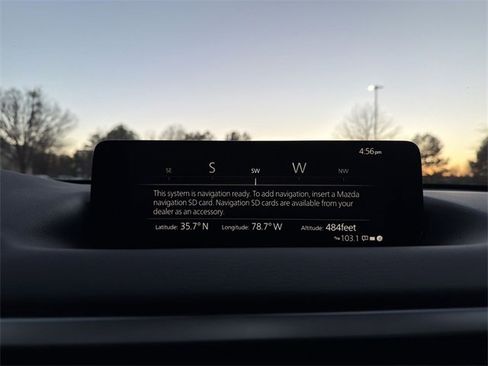 4:56pm
SE S SW W NW
This system is navigation ready. To add navigation, insert a Mazda
navigation SD card. Navigation SD cards are available from your
dealer as an accessory.
Latitude: 35.7° N Longitude: 78.7° W Altitude: 484feet
103.1